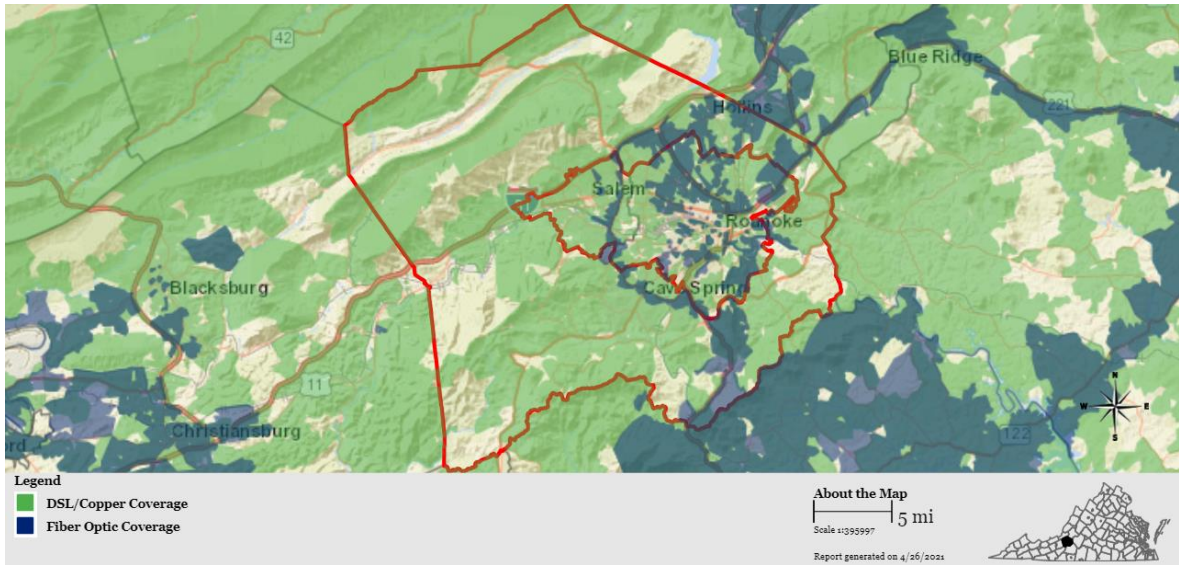 42
Blue Ridge
221
Hollins
Salem
Roanoke
Blacksburg
Cave Spring
11
Christiansburg
ord
122
N
W
E
S
Legend
DSL/Copper Coverage
Fiber Optic Coverage
About the Map
5 mi
Scale 1:395997
Report generated on 4/26/2021